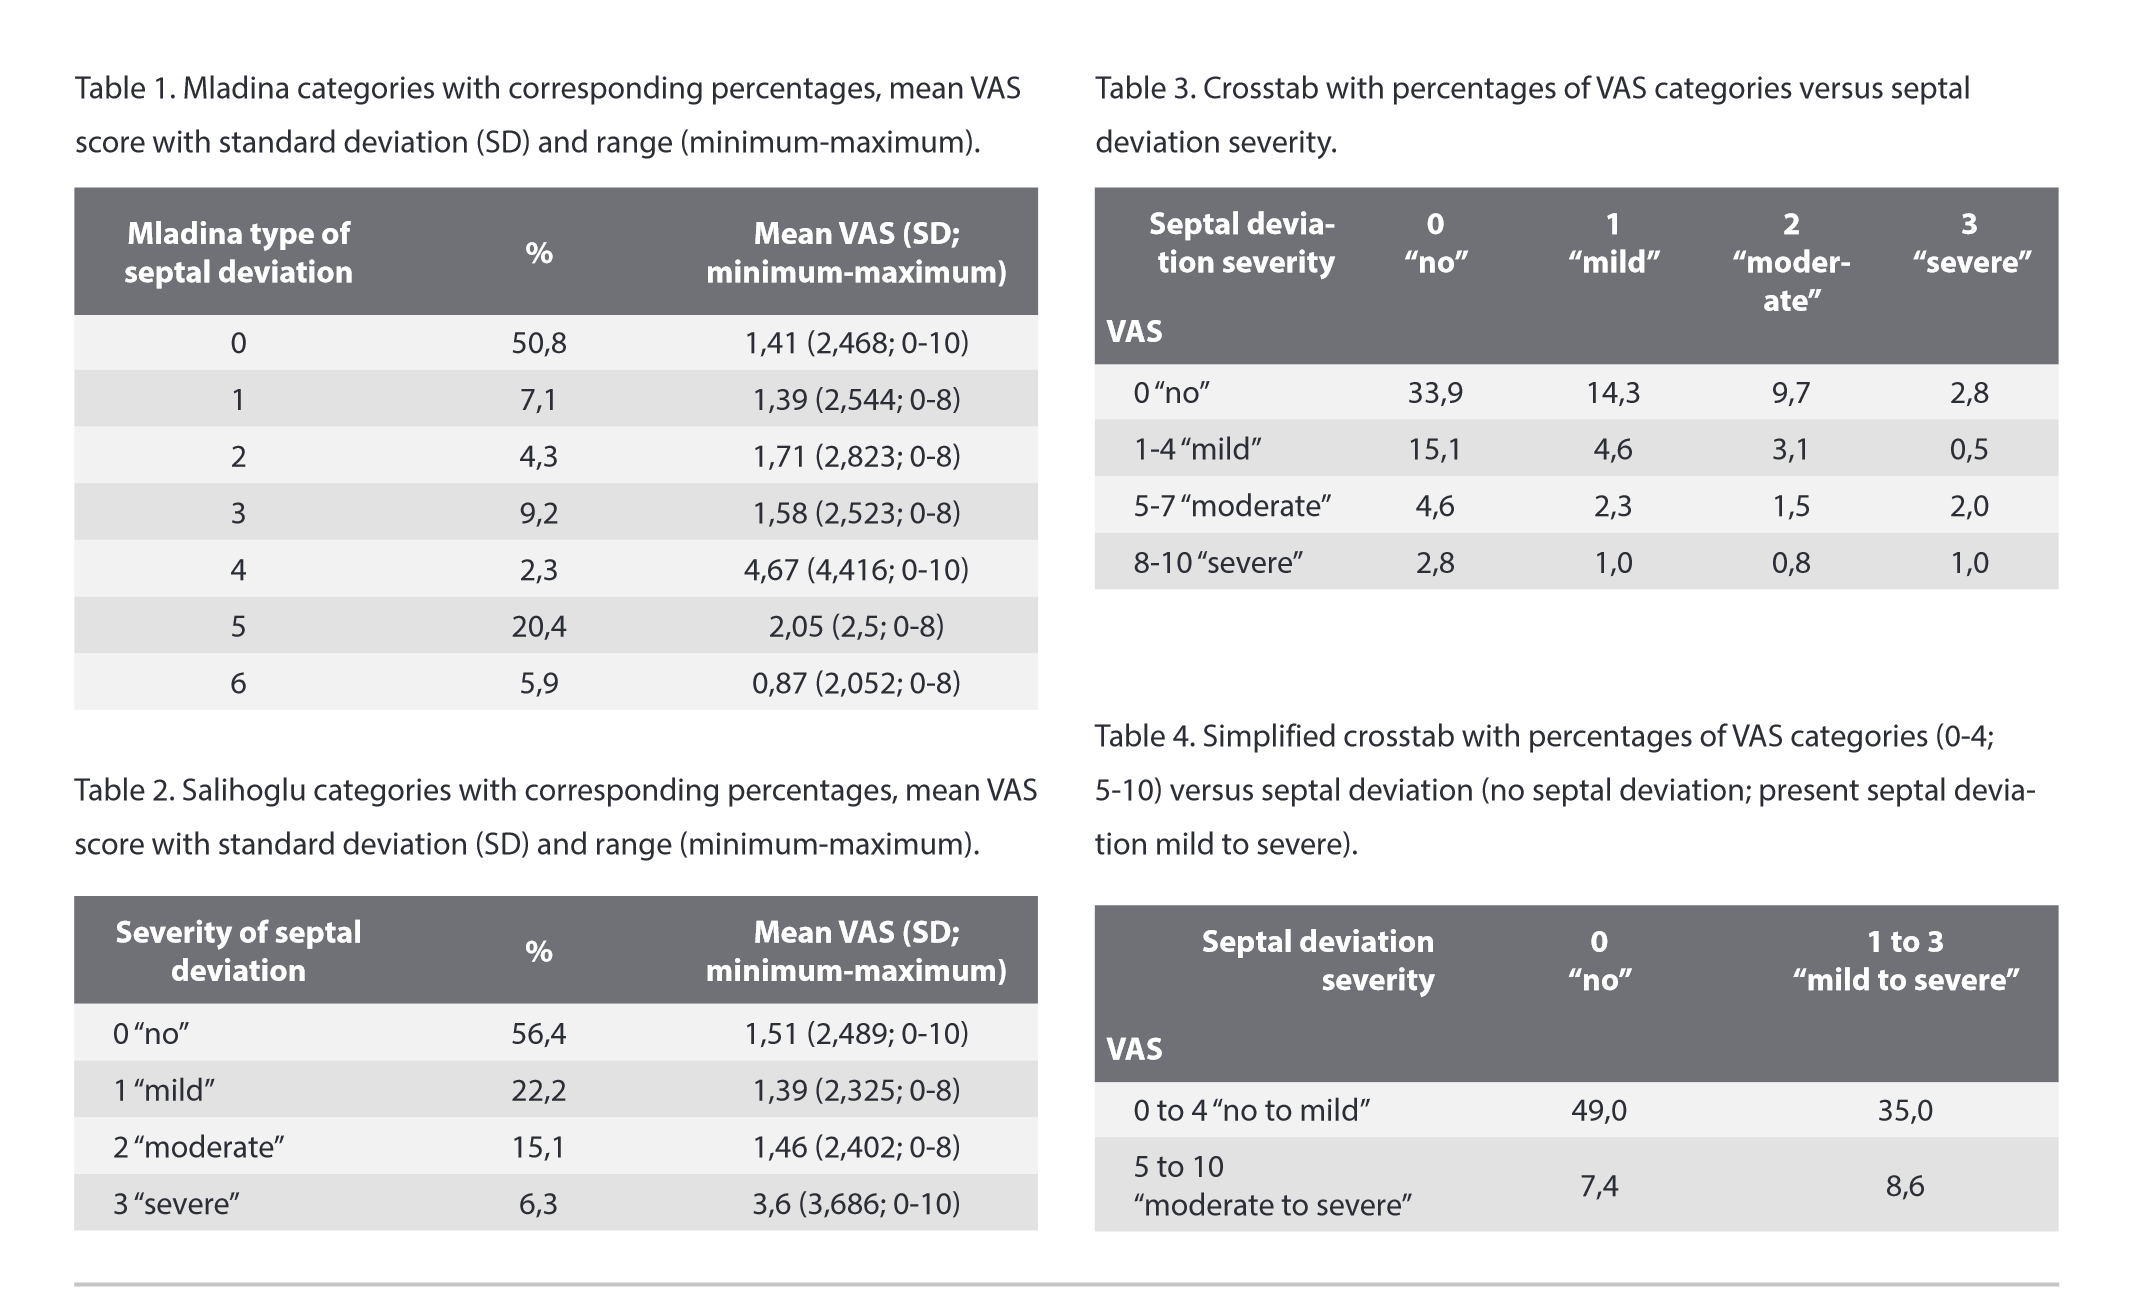 Table 1. Mladina categories with corresponding percentages, mean VAS
score with standard deviation (SD) and range (minimum-maximum).
Mladina type of septal deviation % Mean VAS (SD; minimum-maximum)
0 50,8 1,41 (2,468; 0-10)
1 7,1 1,39 (2,544; 0-8)
2 4,3 1,71 (2,823; 0-8)
3 9,2 1,58 (2,523; 0-8)
4 2,3 4,67 (4,416; 0-10)
5 20,4 2,05 (2,5; 0-8)
6 5,9 0,87 (2,052; 0-8)
Table 2. Salihoglu categories with corresponding percentages, mean VAS
score with standard deviation (SD) and range (minimum-maximum).
Severity of septal deviation % Mean VAS (SD; minimum-maximum)
0 “no” 56,4 1,51 (2,489; 0-10)
1 “mild” 22,2 1,39 (2,325; 0-8)
2 “moderate” 15,1 1,46 (2,402; 0-8)
3 “severe” 6,3 3,6 (3,686; 0-10)
Table 3. Crosstab with percentages of VAS categories versus septal
deviation severity.
Septal devia- 0 1 2 3
tion severity “no” “mild” “moder- “severe”
ate”
VAS
0 “no” 33,9 14,3 9,7 2,8
1-4 “mild” 15,1 4,6 3,1 0,5
5-7 “moderate” 4,6 2,3 1,5 2,0
8-10 “severe” 2,8 1,0 0,8 1,0
Table 4. Simplified crosstab with percentages of VAS categories (0-4;
5-10) versus septal deviation (no septal deviation; present septal devia-
tion mild to severe).
Septal deviation 0 1 to 3
severity “no” “mild to severe”
VAS
0 to 4 “no to mild” 49,0 35,0
5 to 10
“moderate to severe” 7,4 8,6